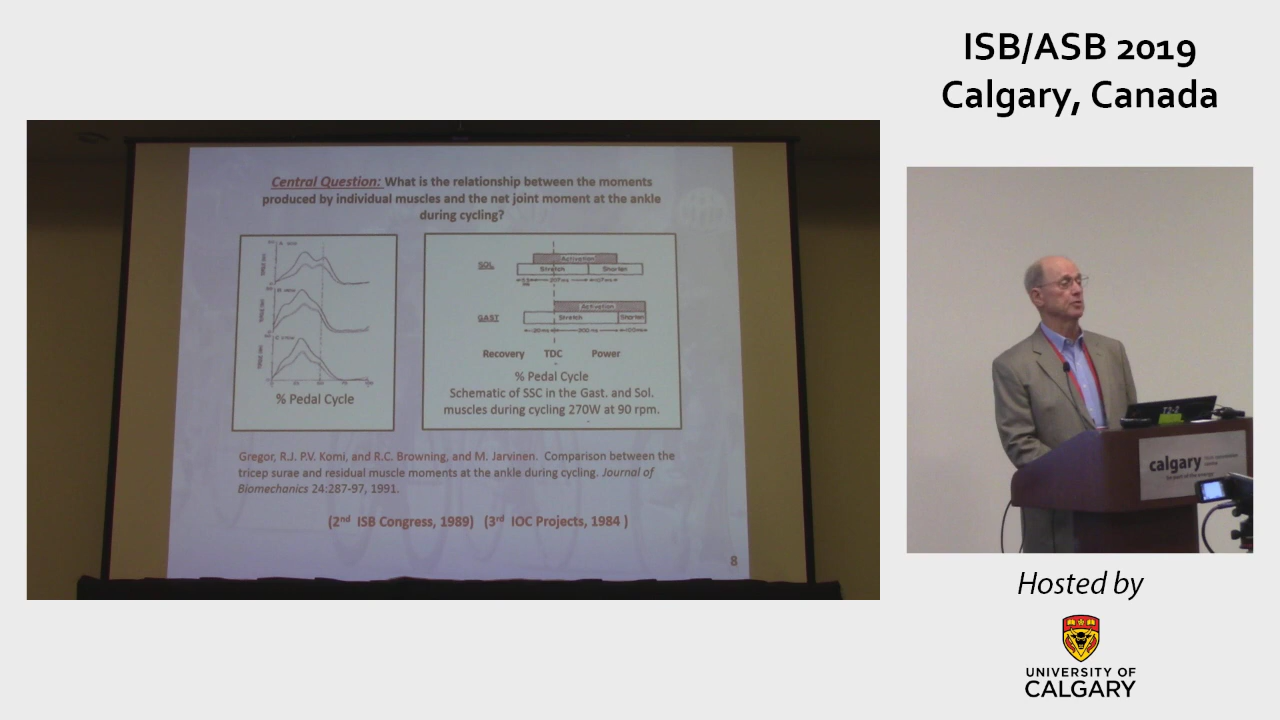 ISB/ASB 2019
Calgary, Canada
Central Question: What is the relationship between the moments
produced by individual muscles and the net joint moment at the ankle
during cycling?
% Pedal Cycle
SOL
Activation
Stretch
Shorten
GAST
Activation
Stretch
Shorten
Recovery TDC Power
% Pedal Cycle
Schematic of SSC in the Gast. and Sol.
muscles during cycling 270W at 90 rpm.
Gregor, R.J. P.V. Komi, and R.C. Browning, and M. Jarvinen. Comparison between the
tricep surae and residual muscle moments at the ankle during cycling. Journal of
Biomechanics 24:287-97, 1991.
(2nd ISB Congress, 1989) (3rd IOC Projects, 1984 )
8
calgary
Hosted by
UNIVERSITY OF
CALGARY